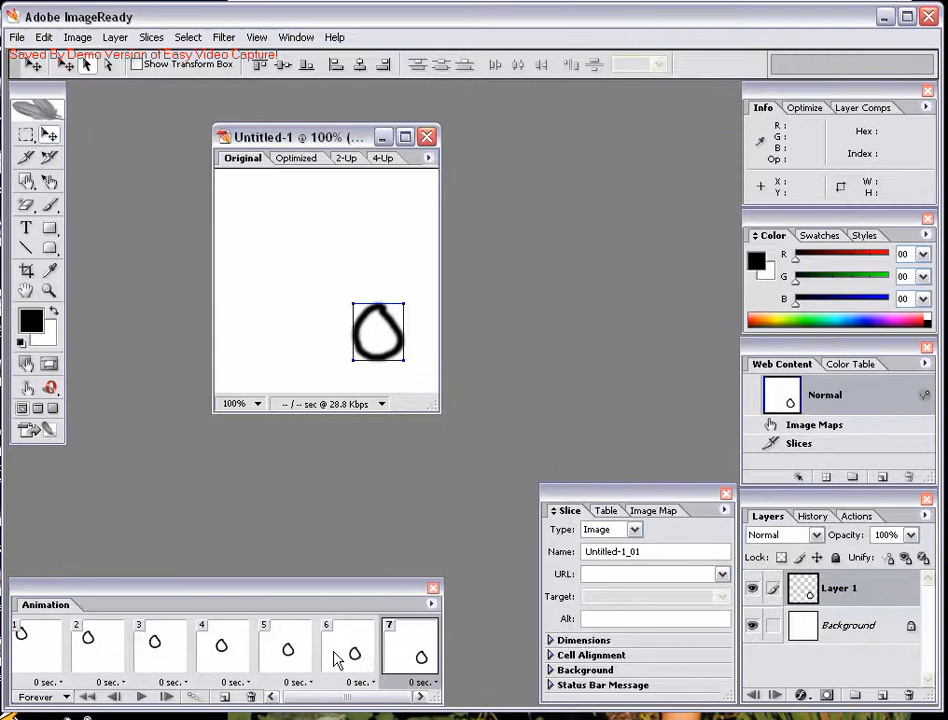 Adobe ImageReady
File Edit Image Layer Slices Select Filter View Window Help
Saved By Demo Version of Easy Video Capture!
Show Transform Box
Untitled-1 @ 100% (...
Original Optimized 2-Up 4-Up
100% -- / -- sec @ 28.8 Kbps
Info Optimize Layer Comps
R : Hex :
G :
B : Index :
Op :
X : W :
Y : H :
Color Swatches Styles
R 00
G 00
B 00
Web Content Color Table
Normal
Image Maps
Slices
Slice Table Image Map
Type: Image
Name: Untitled-1_01
URL:
Target:
Alt:
Dimensions
Cell Alignment
Background
Status Bar Message
Layers History Actions
Normal Opacity: 100%
Lock: Unify:
Layer 1
Background
Animation
1 2 3 4 5 6 7
0 sec. 0 sec. 0 sec. 0 sec. 0 sec. 0 sec. 0 sec.
Forever